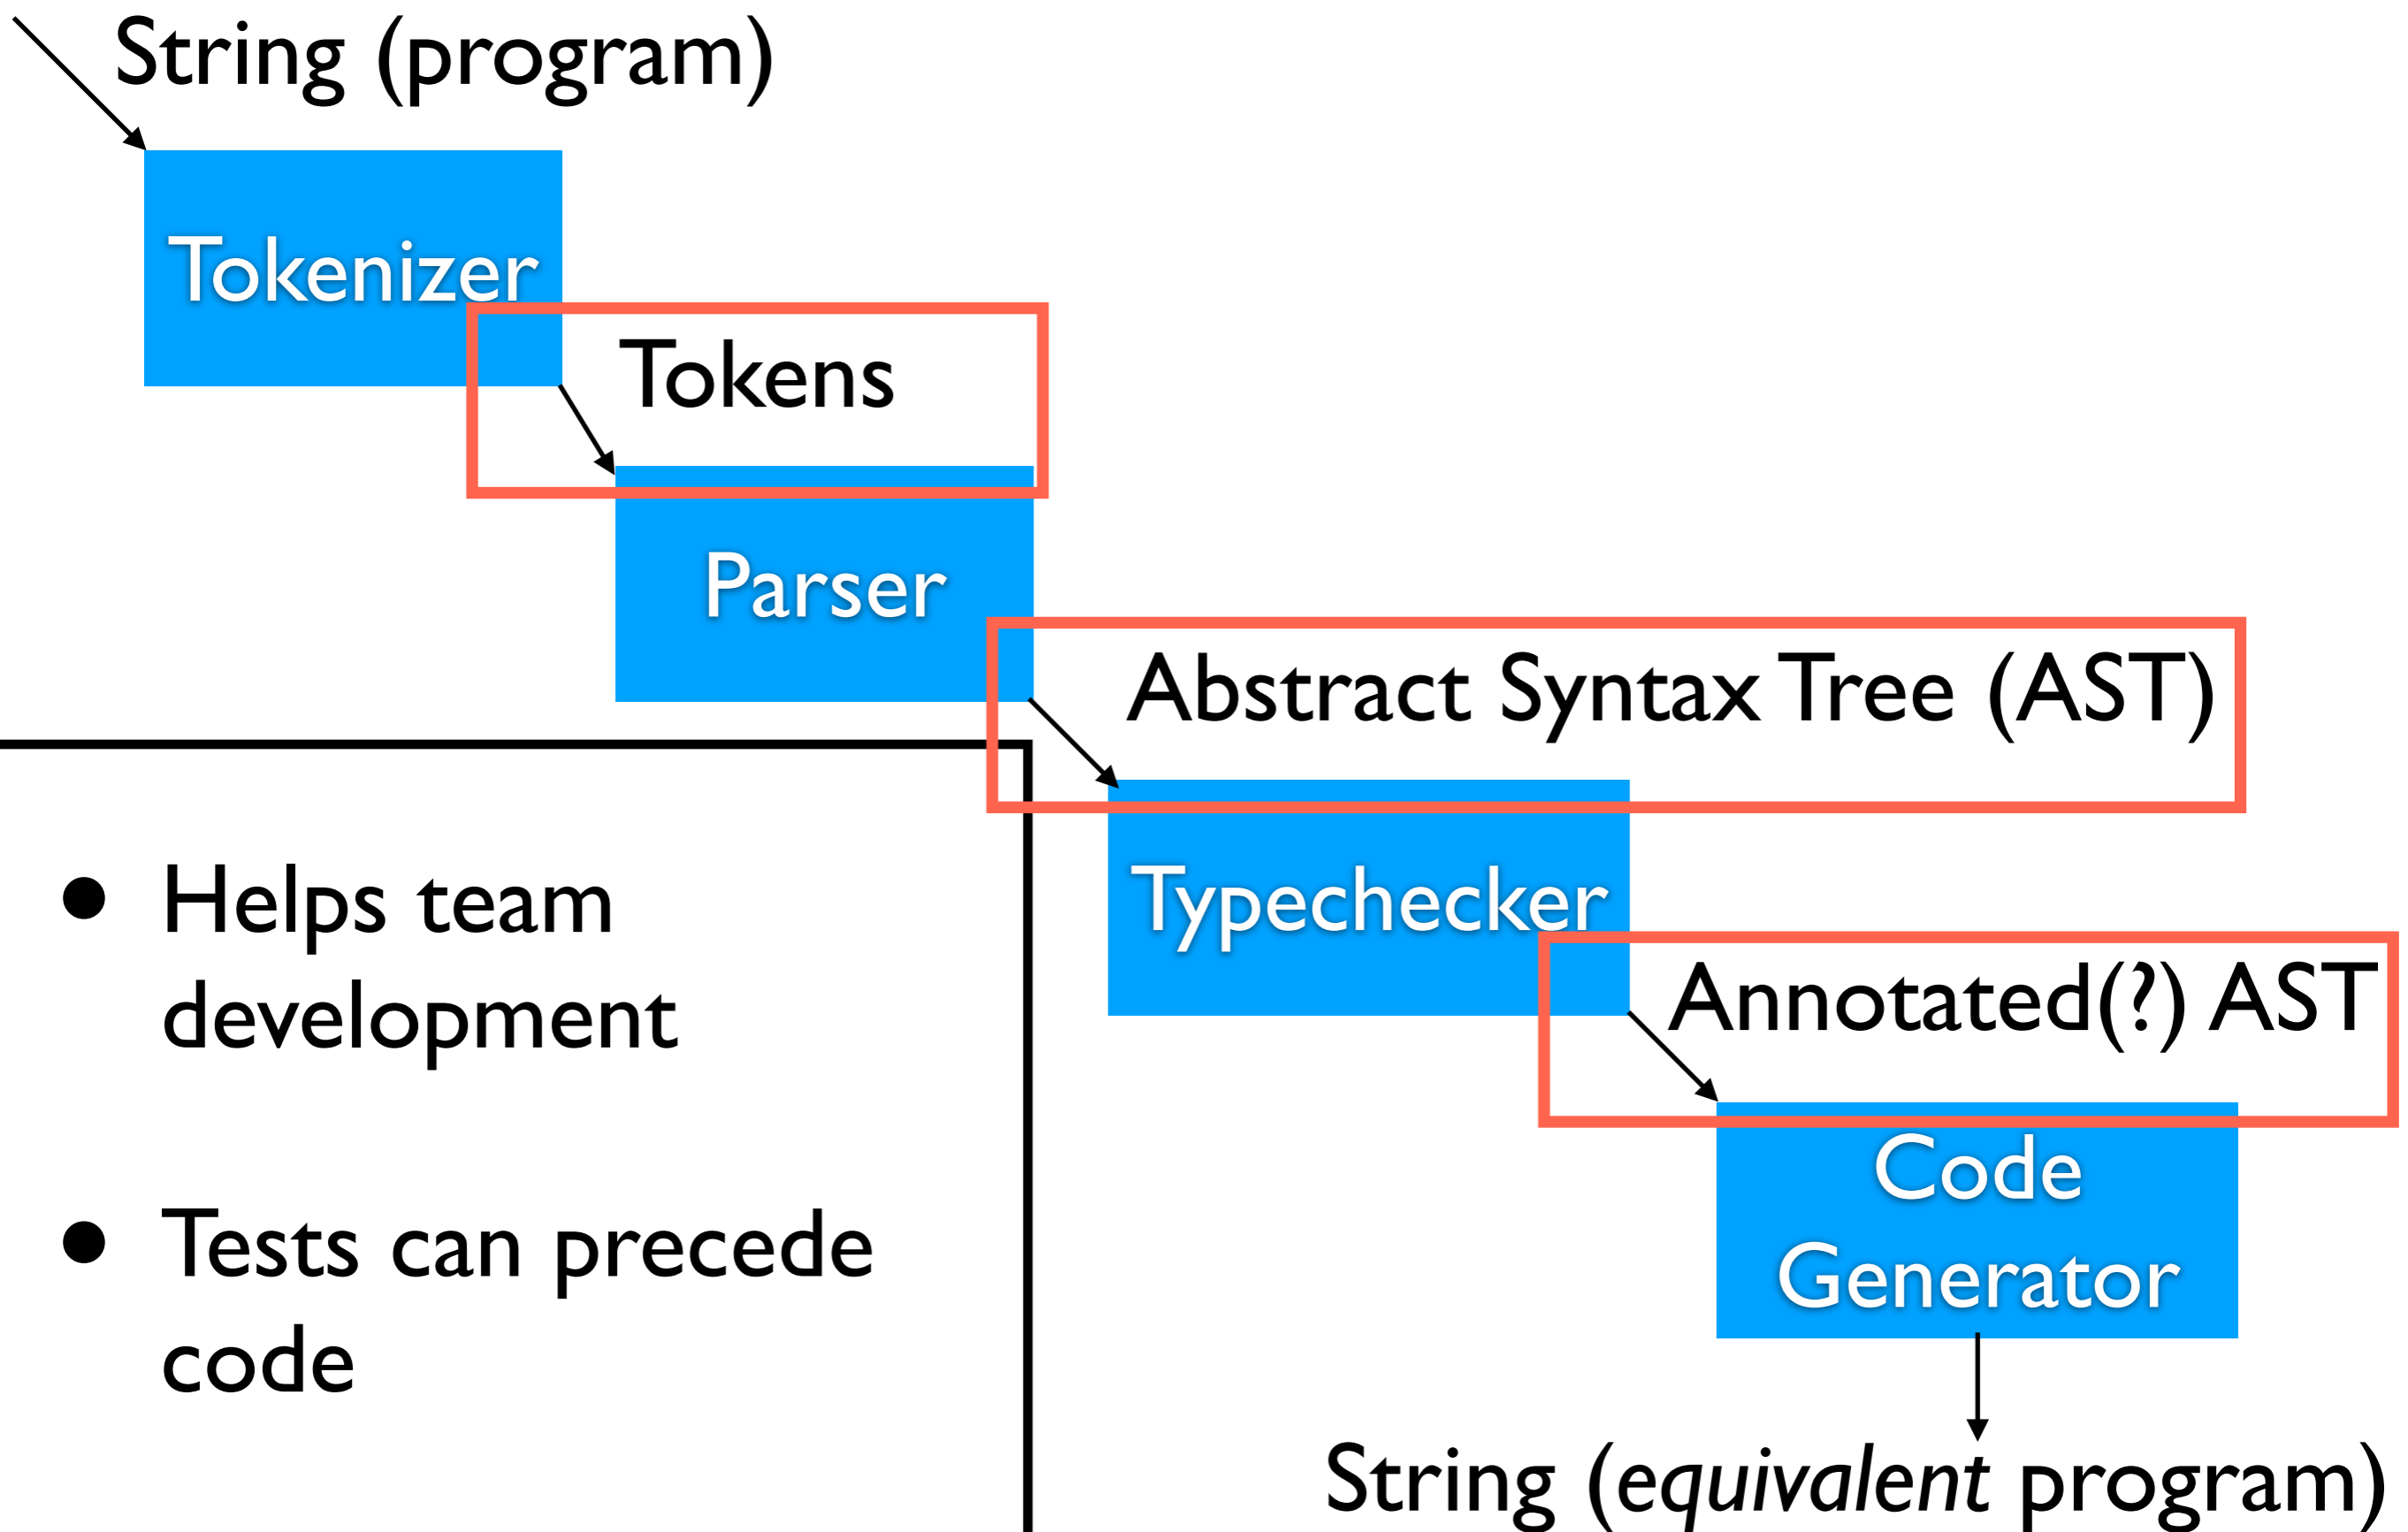 String (program)
Tokenizer
Tokens
Parser
Abstract Syntax Tree (AST)
Typechecker
Annotated(?) AST
Code
Generator
String (equivalent program)
• Helps team
development
• Tests can precede
code